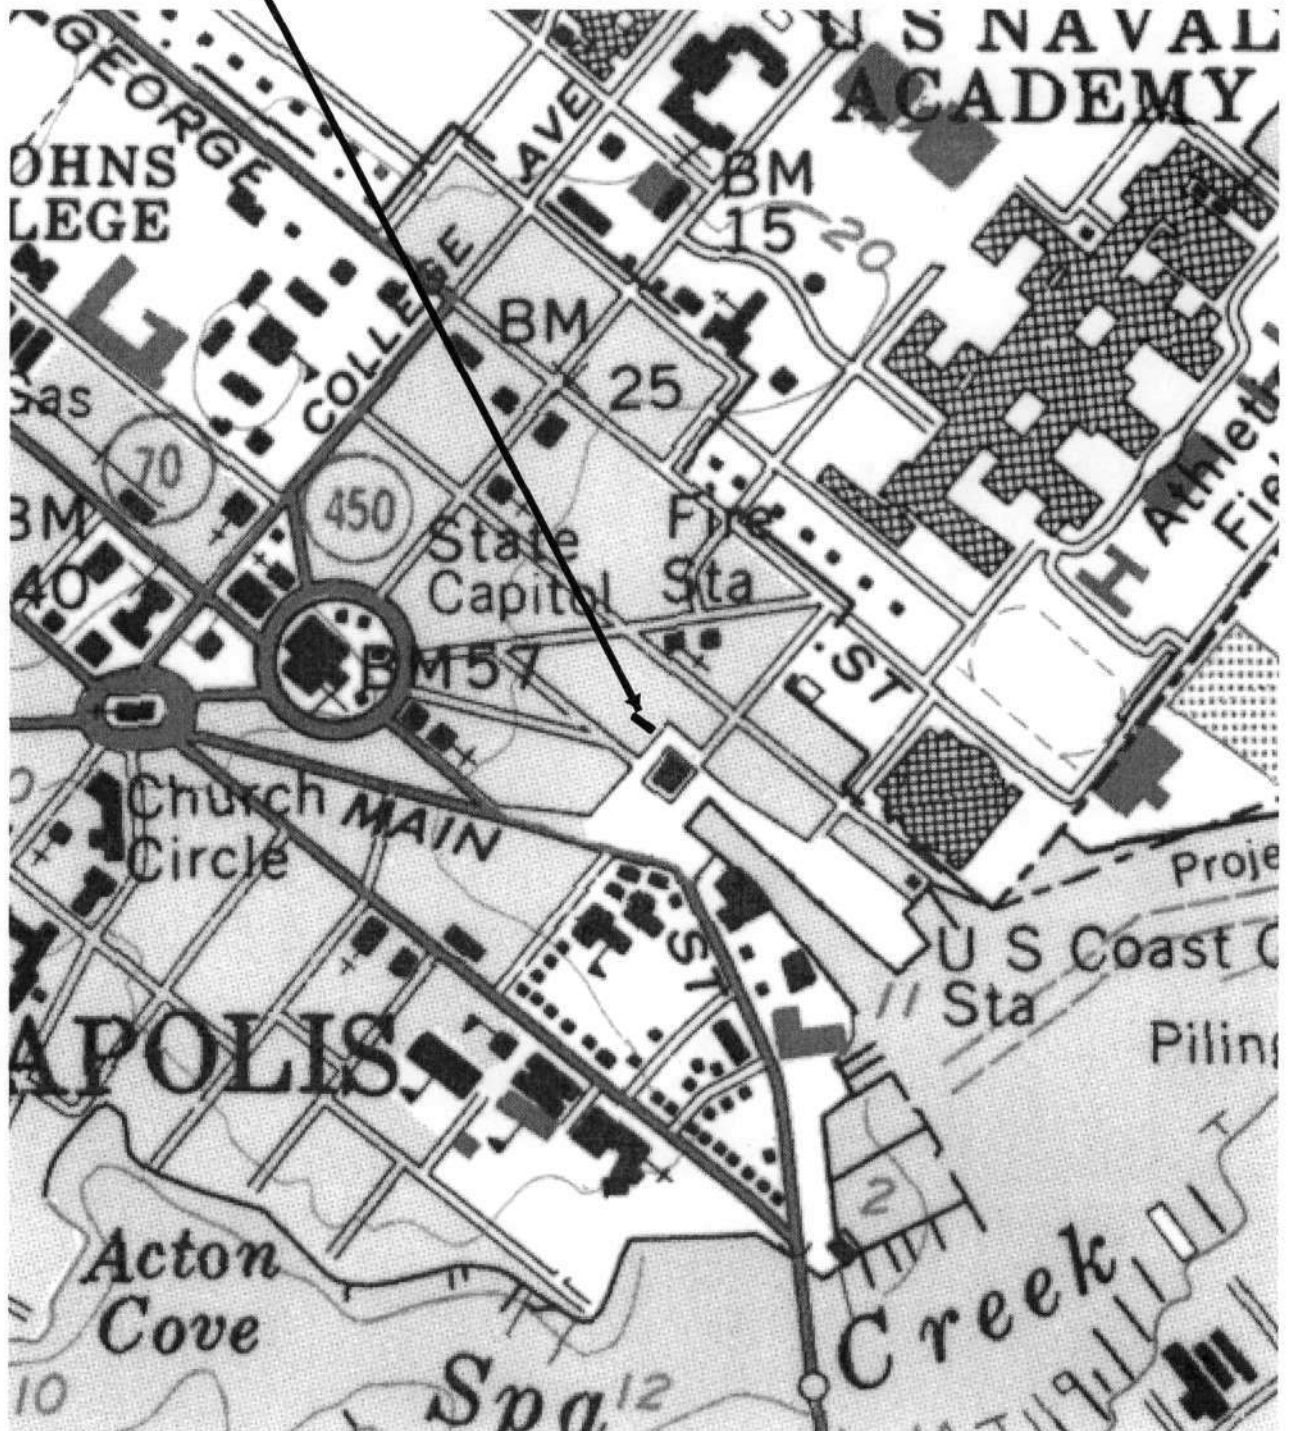 U S NAVAL
ACADEMY
GEORGE
OHNS
LEGE
AVE
BM
15
20
COLLEGE
BM
25
Gas
70
450
BM
40
State
Capitol
Fire
Sta
Athlet
Fie
BM57
ST
Church
Circle
MAIN
ST
Proje
U S Coast G
Sta
11
Piling
APOLIS
2
Acton
Cove
Creek
Spa
12
10